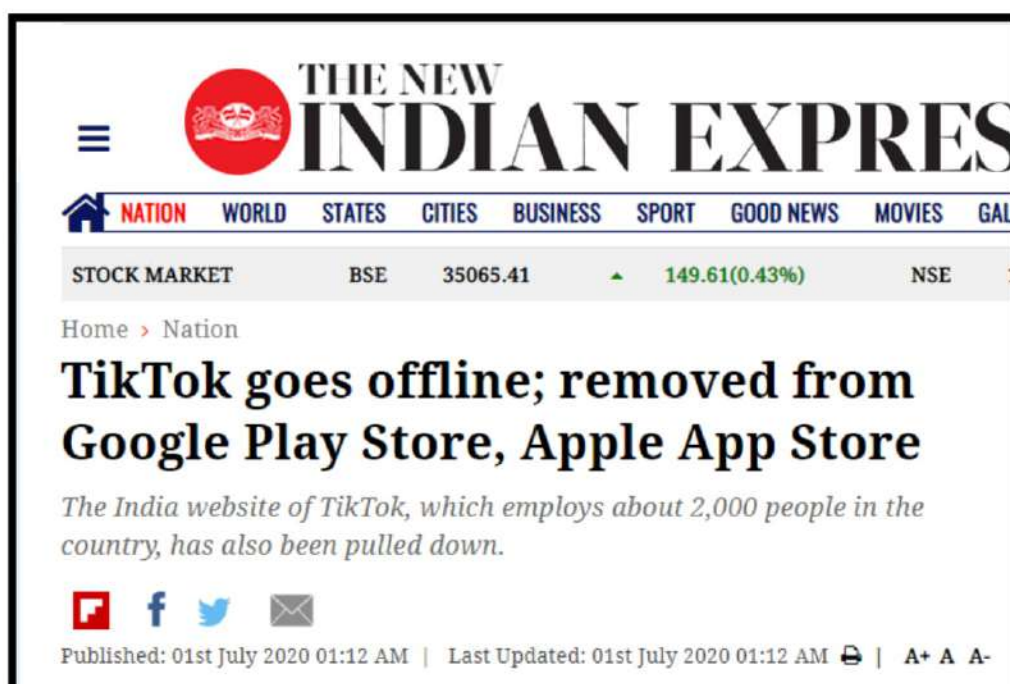 THE NEW
INDIAN EXPRES
NATION WORLD STATES CITIES BUSINESS SPORT GOOD NEWS MOVIES GAL
STOCK MARKET BSE 35065.41 149.61(0.43%) NSE
Home › Nation
TikTok goes offline; removed from
Google Play Store, Apple App Store
The India website of TikTok, which employs about 2,000 people in the
country, has also been pulled down.
Published: 01st July 2020 01:12 AM | Last Updated: 01st July 2020 01:12 AM | A+ A A-